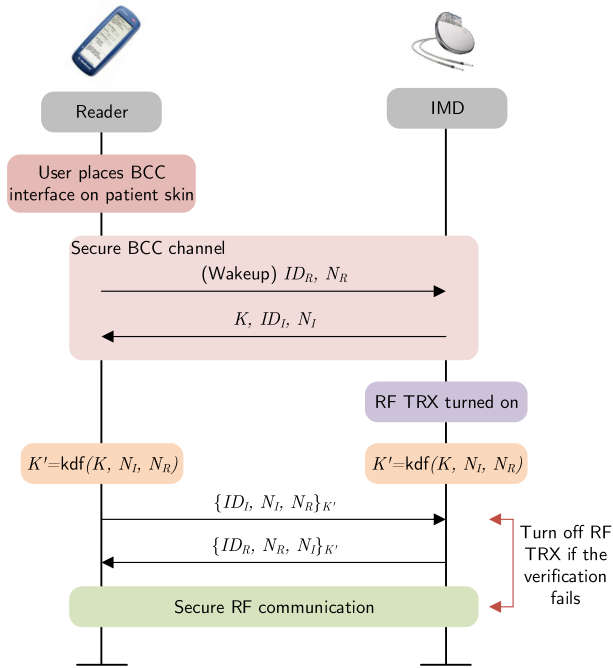 Reader
IMD
User places BCC
interface on patient skin
Secure BCC channel
(Wakeup) ID_R, N_R
K, ID_I, N_I
RF TRX turned on
K'=kdf(K, N_I, N_R)
K'=kdf(K, N_I, N_R)
{ID_I, N_I, N_R}_K'
{ID_R, N_R, N_I}_K'
Turn off RF
TRX if the
verification
fails
Secure RF communication